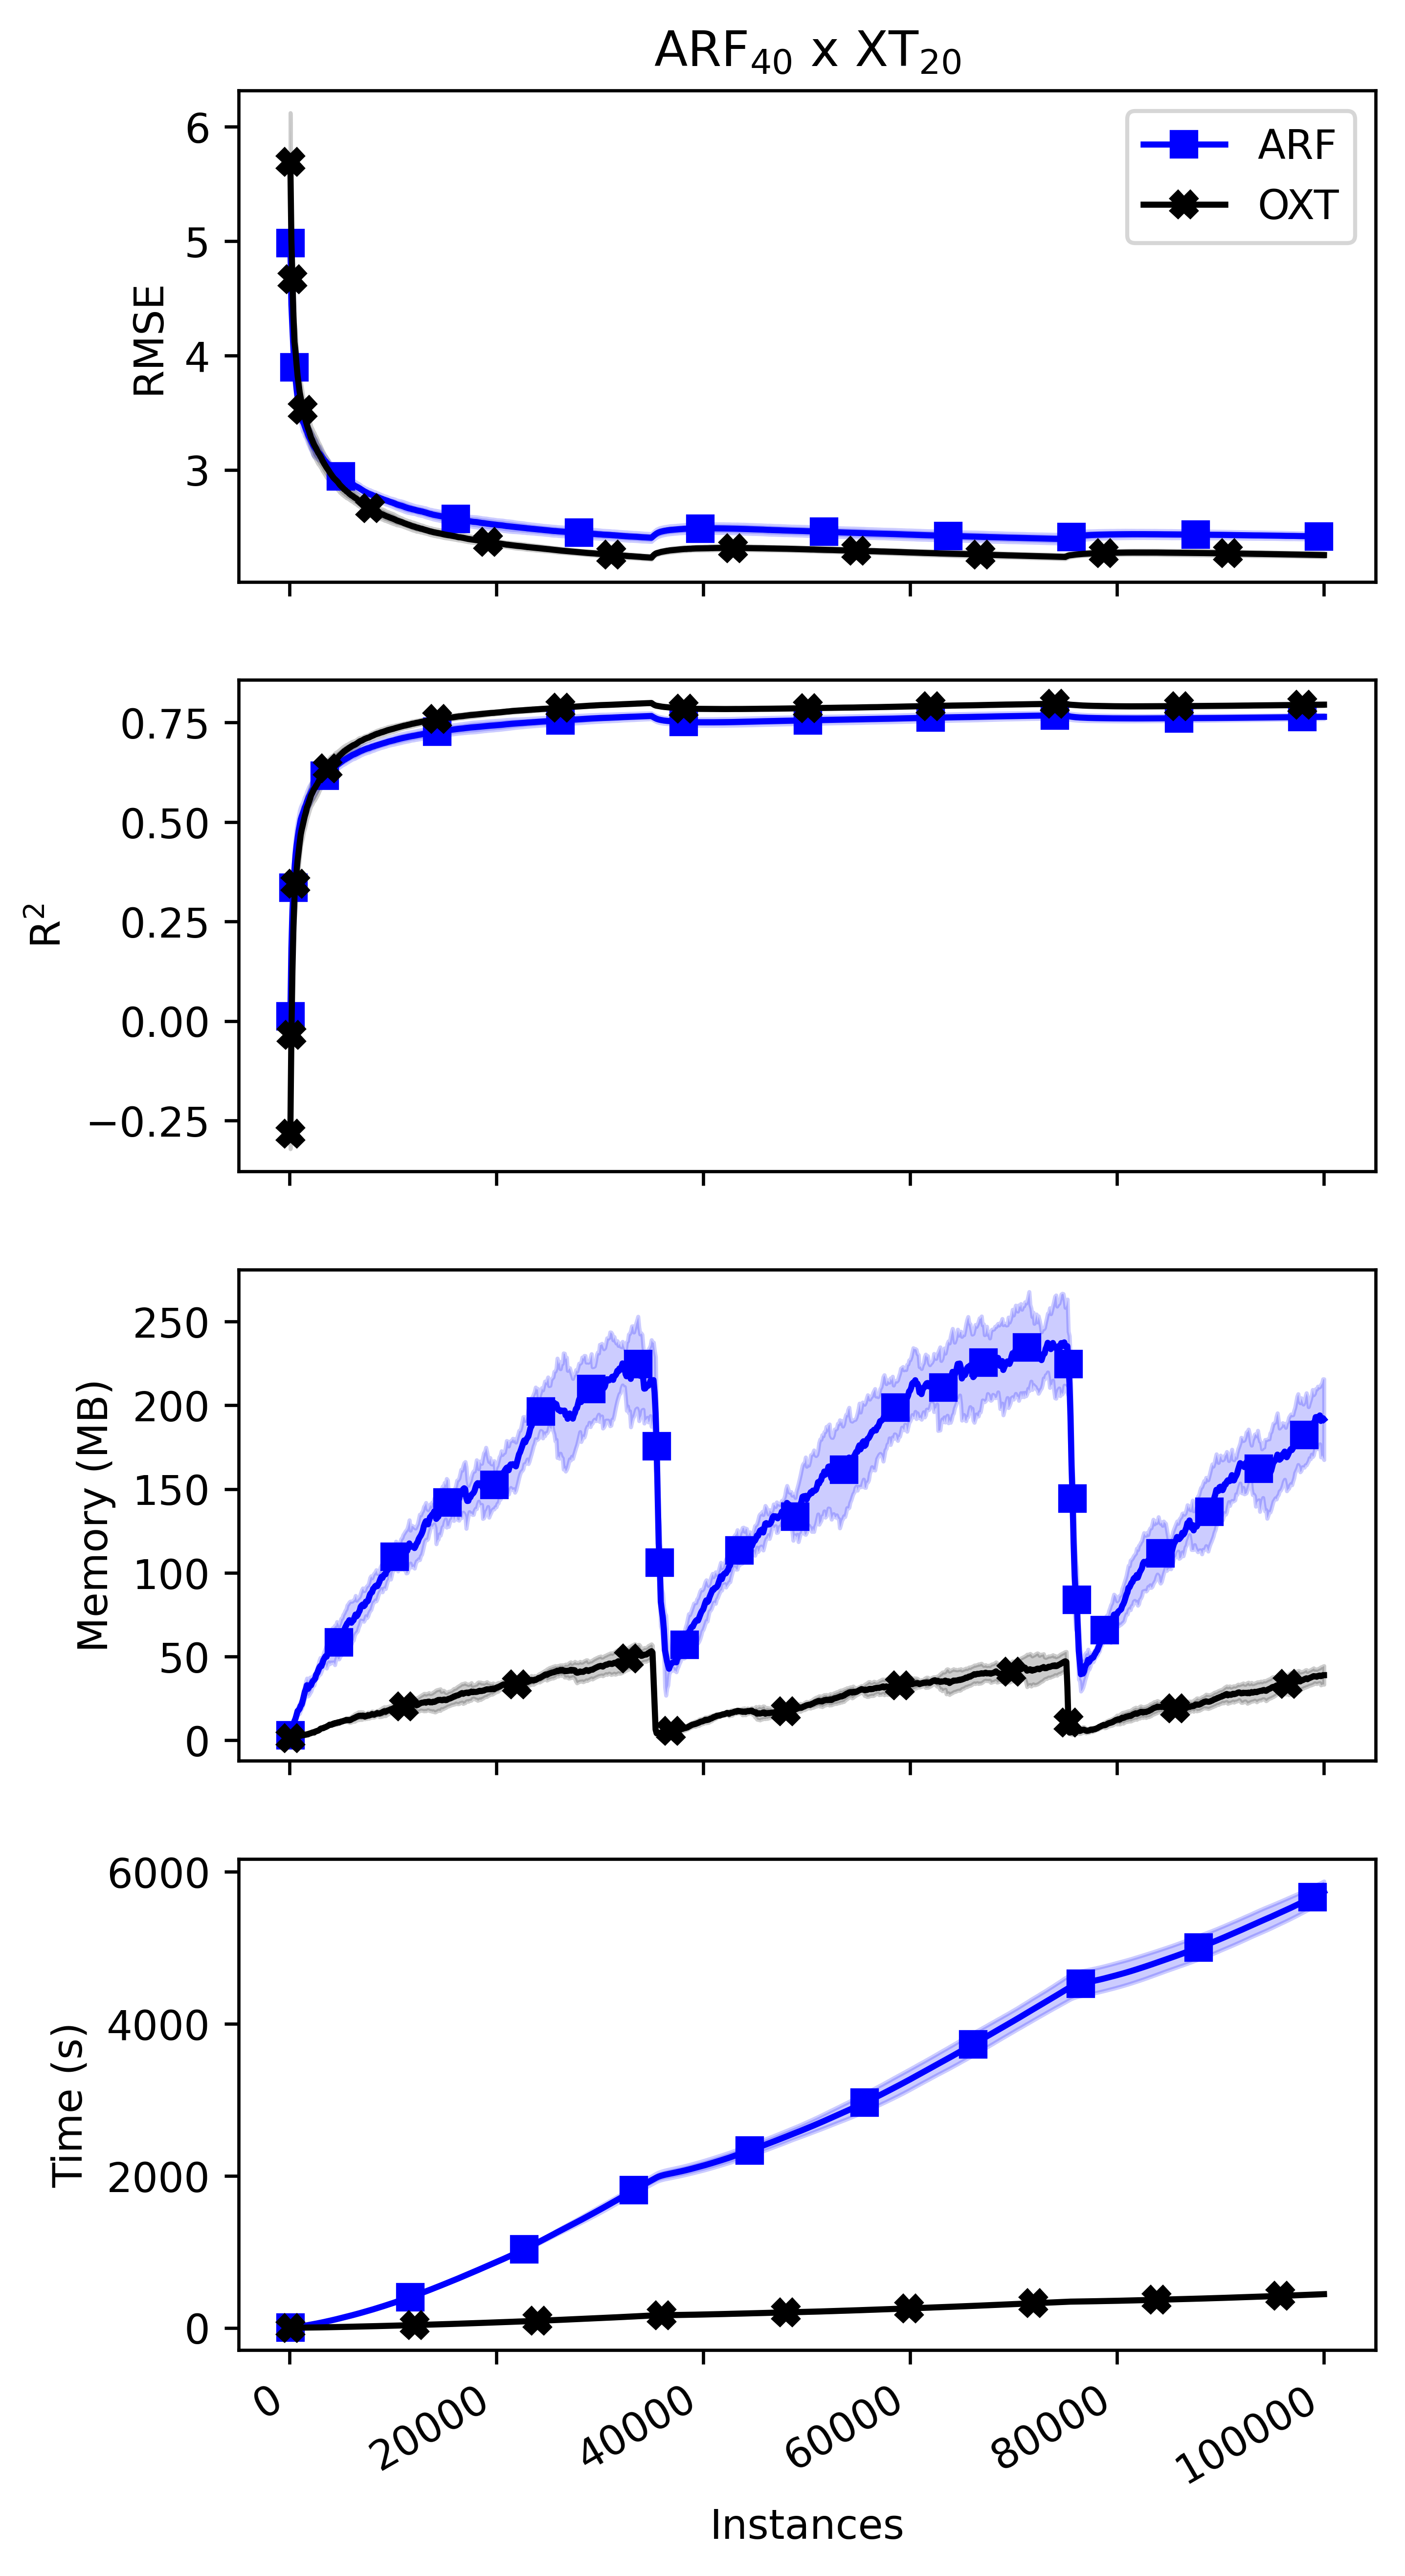 ARF₄₀ x XT₂₀
6
5
4
3
RMSE
ARF
OXT
0.75
0.50
0.25
0.00
−0.25
R²
250
200
150
100
50
0
Memory (MB)
6000
4000
2000
0
Time (s)
0 20000 40000 60000 80000 100000
Instances